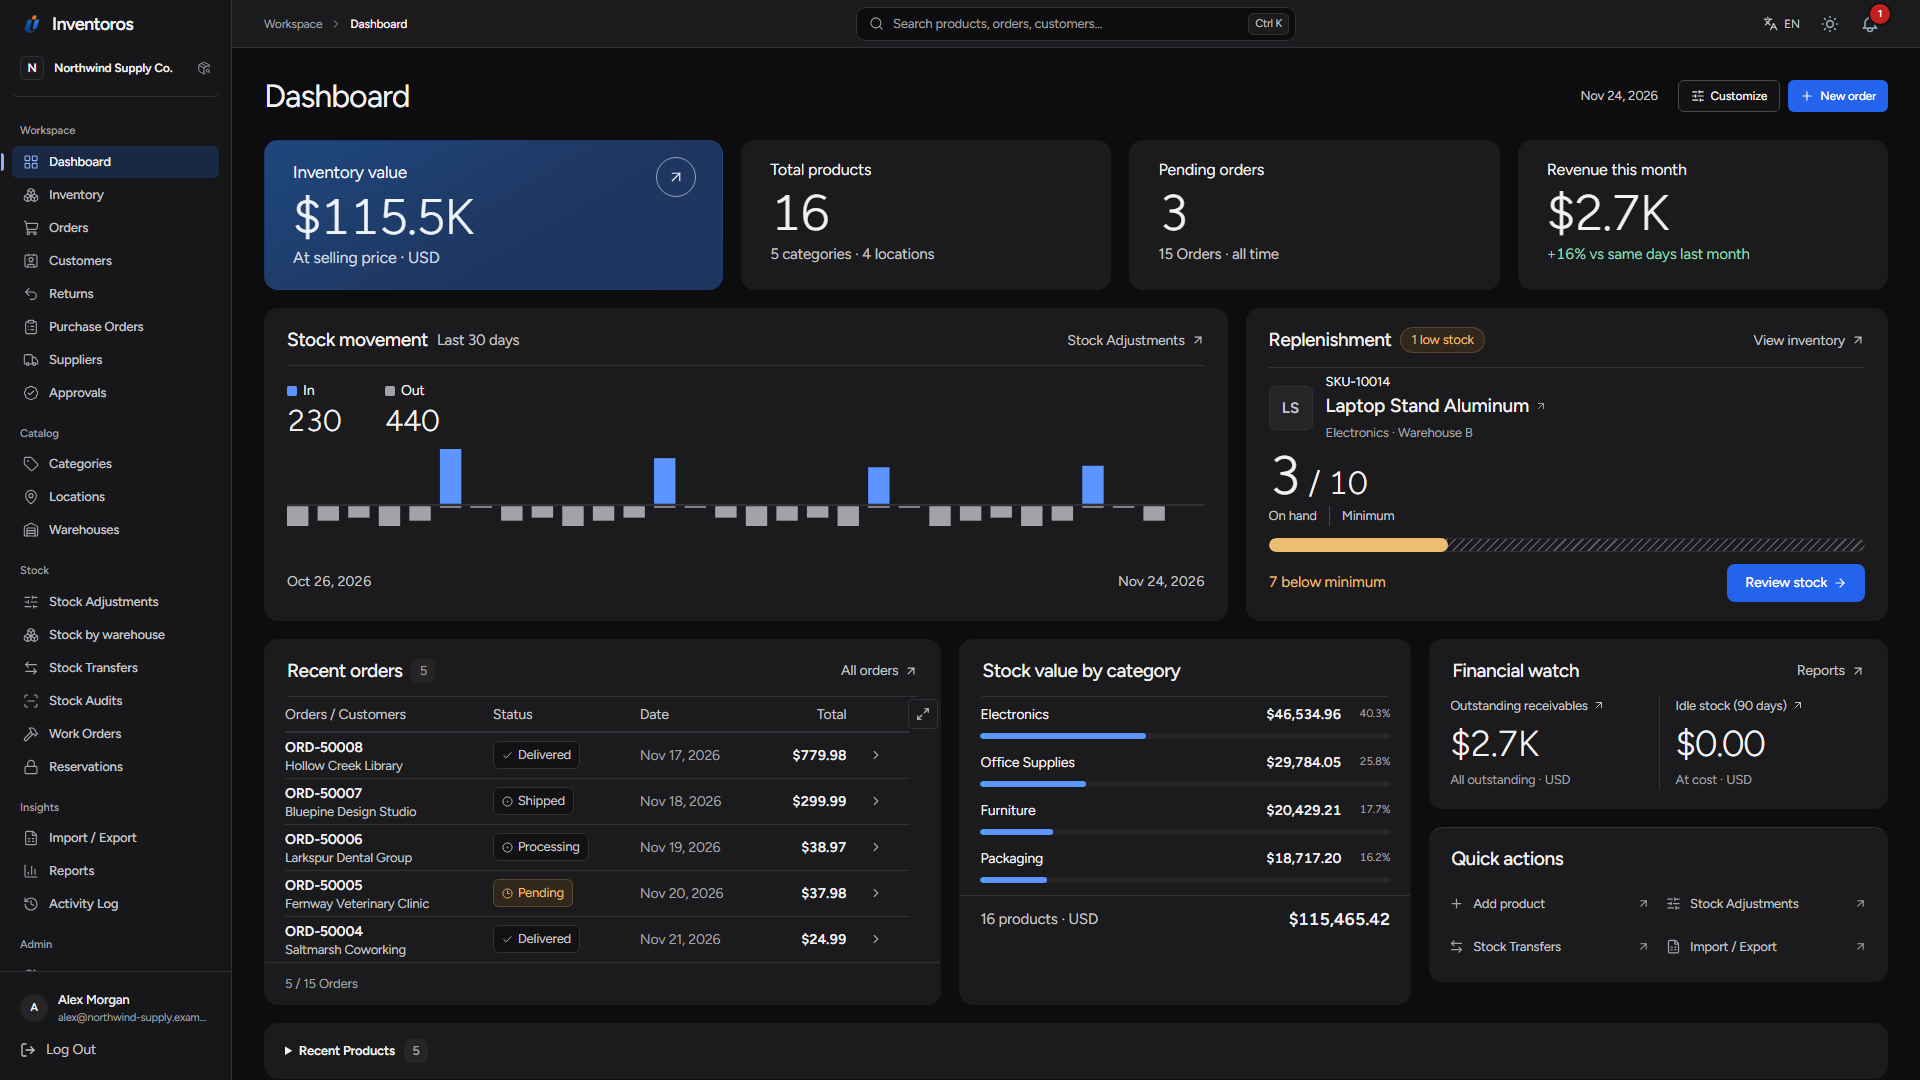 Inventoros
N Northwind Supply Co.
Workspace
Dashboard
Inventory
Orders
Customers
Returns
Purchase Orders
Suppliers
Approvals
Catalog
Categories
Locations
Warehouses
Stock
Stock Adjustments
Stock by warehouse
Stock Transfers
Stock Audits
Work Orders
Reservations
Insights
Import / Export
Reports
Activity Log
Admin
A Alex Morgan
alex@northwind-supply.exam...
Log Out
Workspace Dashboard
Search products, orders, customers... Ctrl K
EN
1
Dashboard
Nov 24, 2026 Customize New order
Inventory value
$115.5K
At selling price · USD
Total products
16
5 categories · 4 locations
Pending orders
3
15 Orders · all time
Revenue this month
$2.7K
+16% vs same days last month
Stock movement Last 30 days Stock Adjustments
In Out
230 440
Oct 26, 2026 Nov 24, 2026
Replenishment 1 low stock View inventory
LS
SKU-10014
Laptop Stand Aluminum
Electronics · Warehouse B
3 / 10
On hand Minimum
7 below minimum Review stock
Recent orders 5 All orders
Orders / Customers Status Date Total
ORD-50008
Hollow Creek Library
Delivered Nov 17, 2026 $779.98
ORD-50007
Bluepine Design Studio
Shipped Nov 18, 2026 $299.99
ORD-50006
Larkspur Dental Group
Processing Nov 19, 2026 $38.97
ORD-50005
Fernway Veterinary Clinic
Pending Nov 20, 2026 $37.98
ORD-50004
Saltmarsh Coworking
Delivered Nov 21, 2026 $24.99
5 / 15 Orders
Stock value by category
Electronics $46,534.96 40.3%
Office Supplies $29,784.05 25.8%
Furniture $20,429.21 17.7%
Packaging $18,717.20 16.2%
16 products · USD $115,465.42
Financial watch Reports
Outstanding receivables
$2.7K
All outstanding · USD
Idle stock (90 days)
$0.00
At cost · USD
Quick actions
Add product
Stock Adjustments
Stock Transfers
Import / Export
Recent Products 5